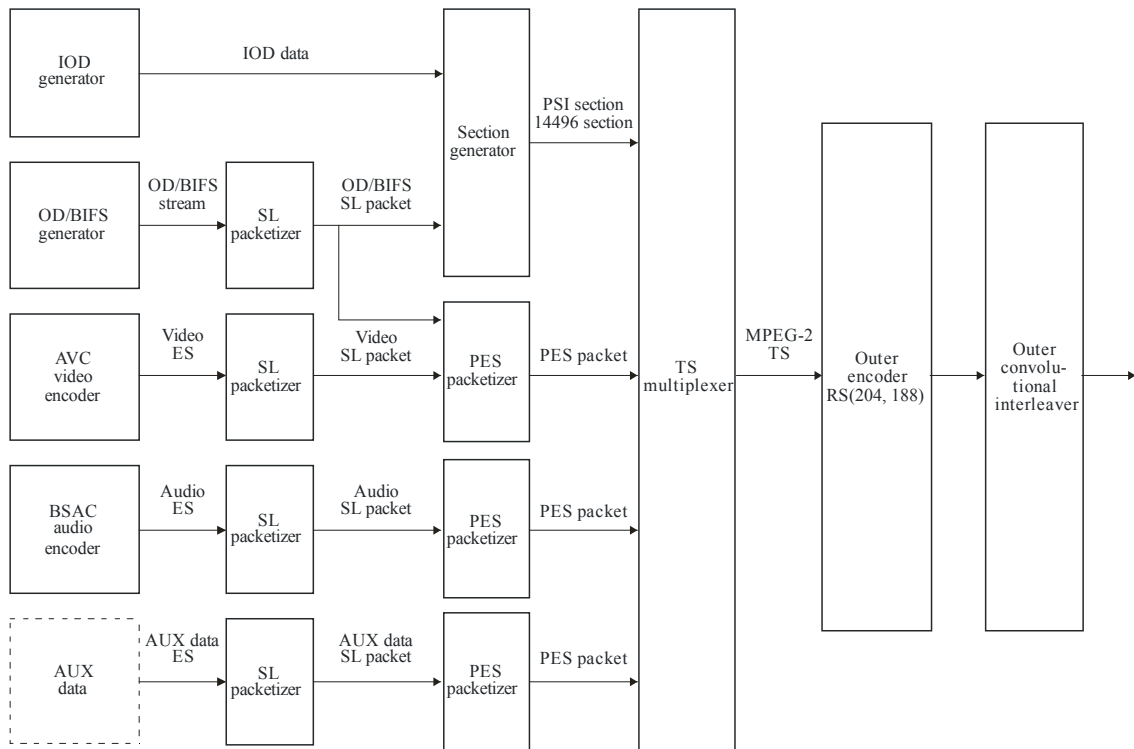 IOD
generator
IOD data
Section
generator
PSI section
14496 section
OD/BIFS
generator
OD/BIFS
stream
SL
packetizer
OD/BIFS
SL packet
AVC
video
encoder
Video
ES
SL
packetizer
Video
SL packet
PES
packetizer
PES packet
TS
multiplexer
MPEG-2
TS
Outer
encoder
RS(204, 188)
Outer
convolu-
tional
interleaver
BSAC
audio
encoder
Audio
ES
SL
packetizer
Audio
SL packet
PES
packetizer
PES packet
AUX
data
AUX data
ES
SL
packetizer
AUX data
SL packet
PES
packetizer
PES packet